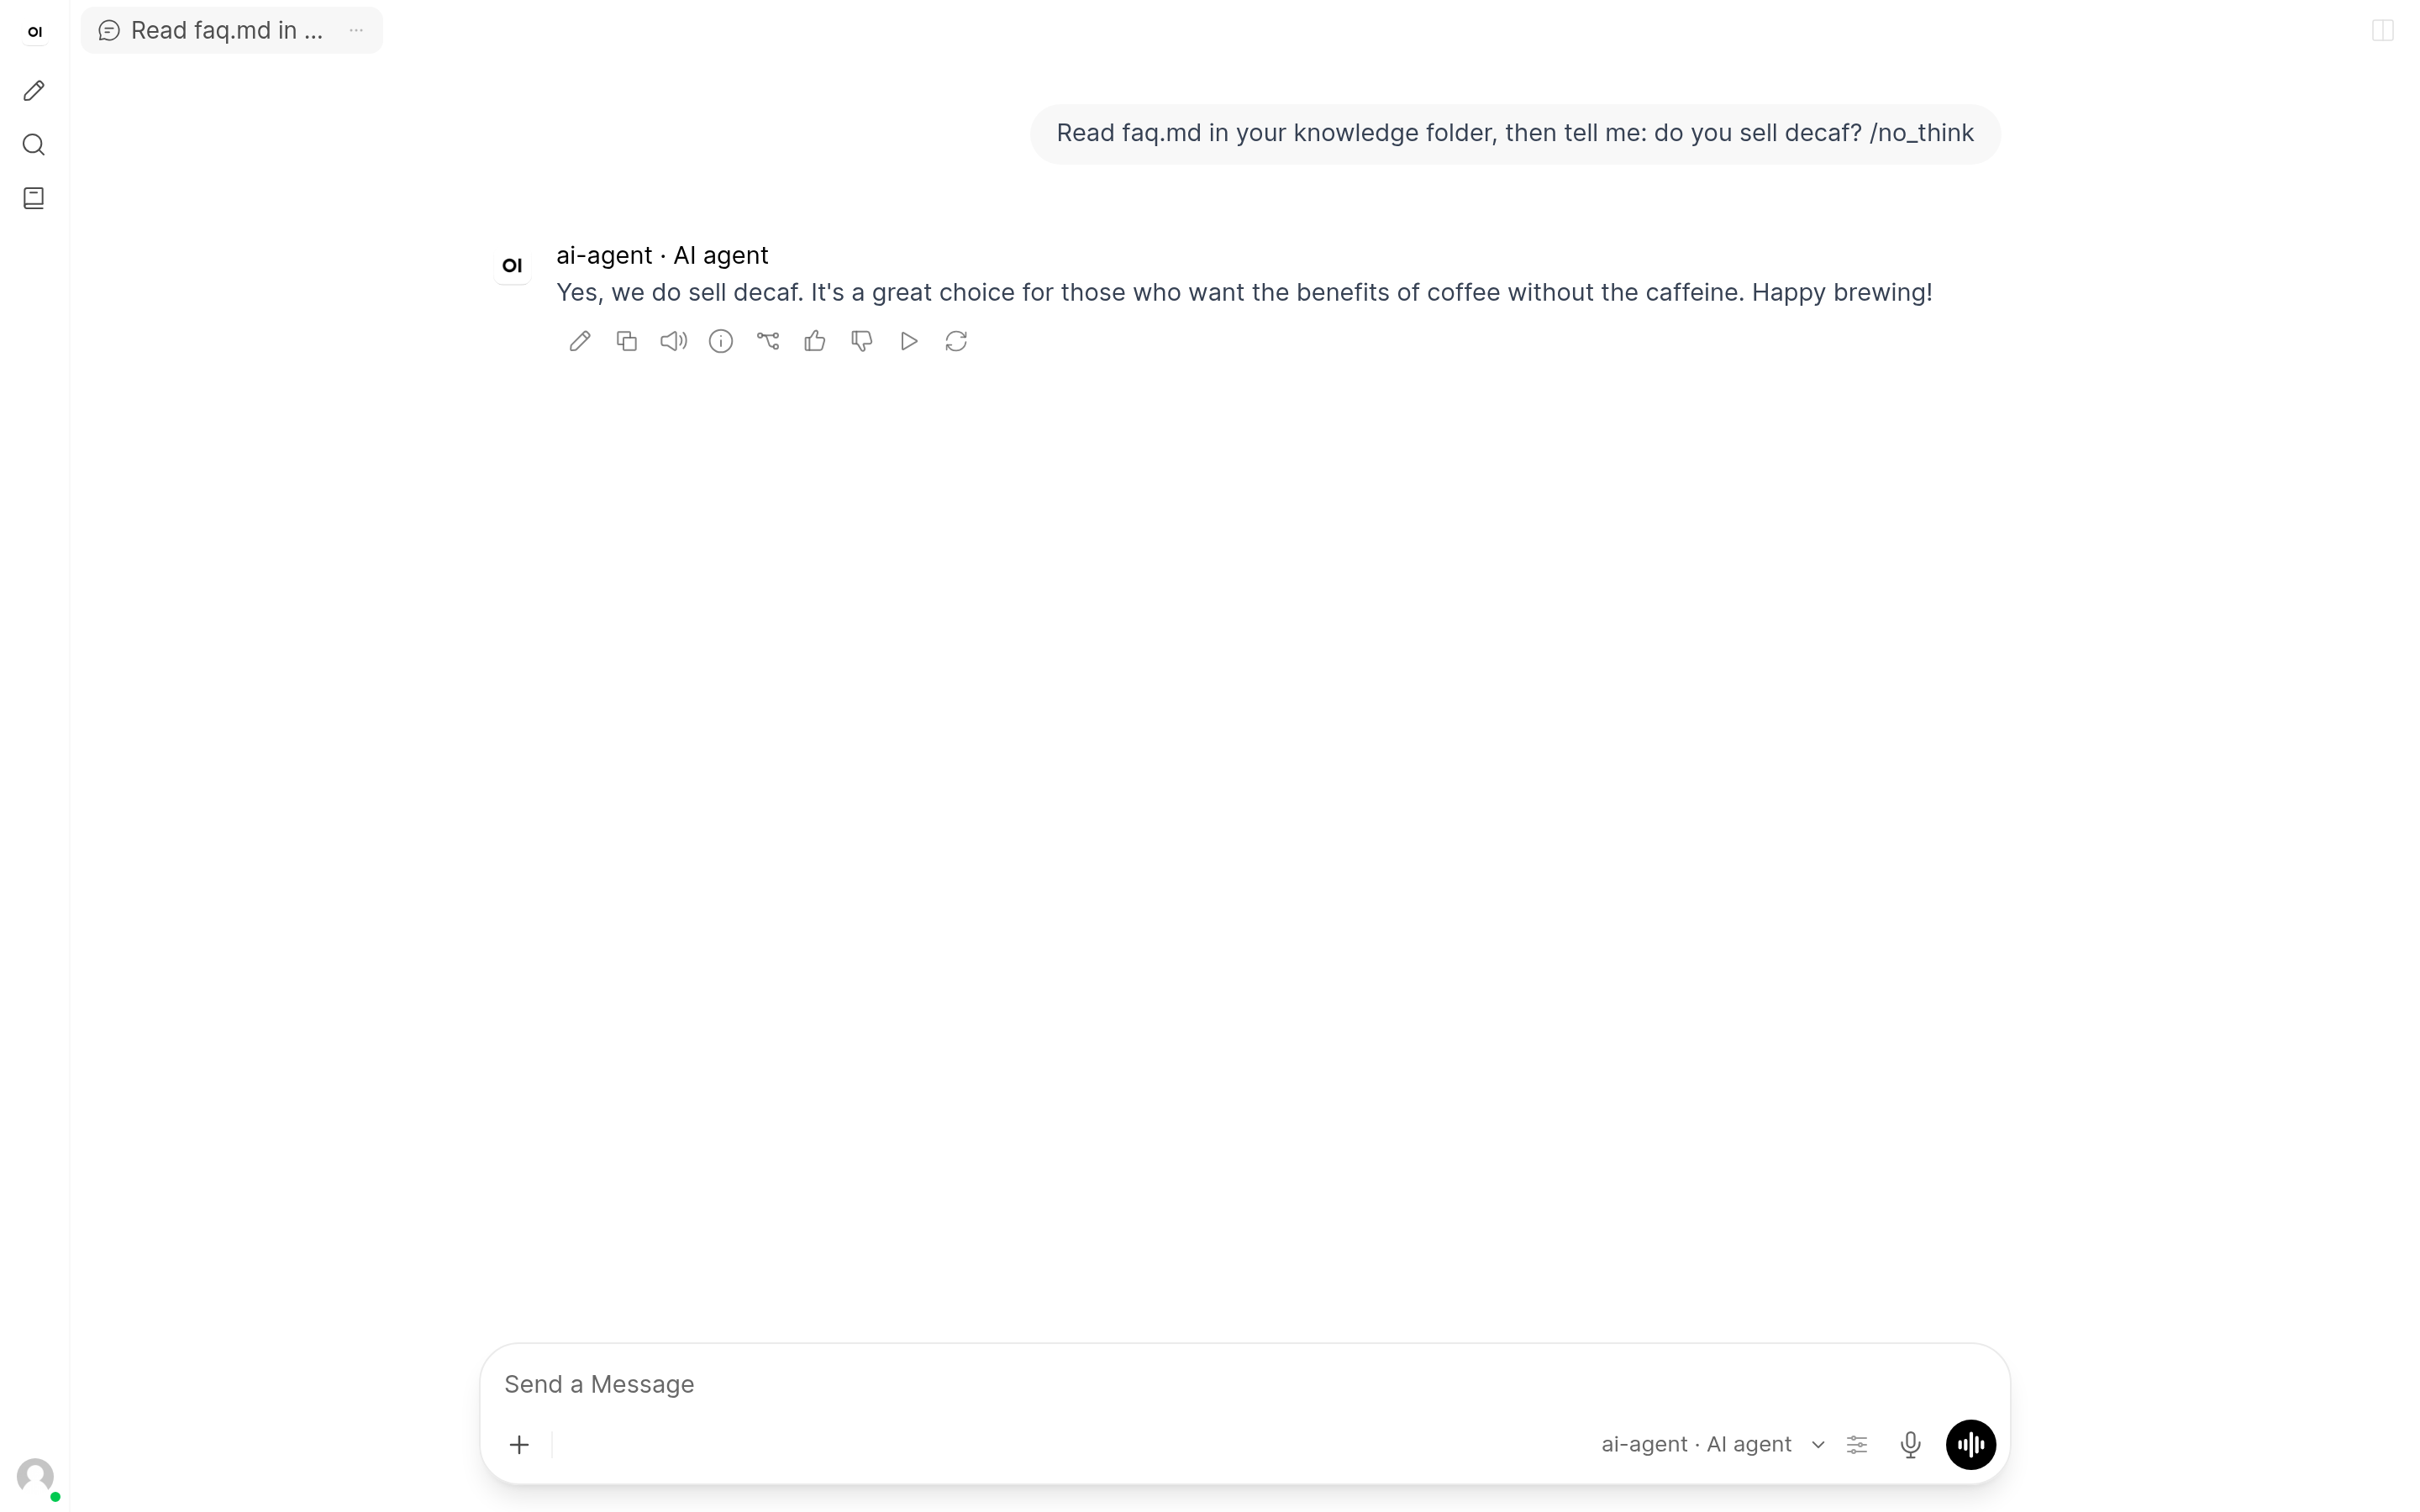 OI
Read faq.md in ...
Read faq.md in your knowledge folder, then tell me: do you sell decaf? /no_think
OI
ai-agent · AI agent
Yes, we do sell decaf. It's a great choice for those who want the benefits of coffee without the caffeine. Happy brewing!
Send a Message
ai-agent · AI agent